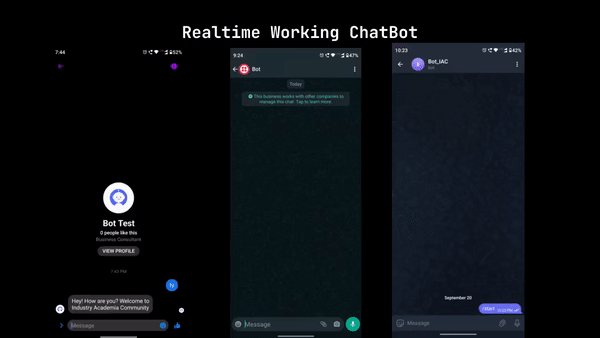 Realtime Working ChatBot
7:44
52%
Bot Test
0 people like this
Business Consultant
VIEW PROFILE
7:43 PM
Hey! How are you? Welcome to
Industry Academia Community
Message
9:24
47%
Bot
Today
This business works with other companies to
manage this chat. Tap to learn more.
Message
10:23
42%
Bot_IAC
Bot
September 20
/start
Message